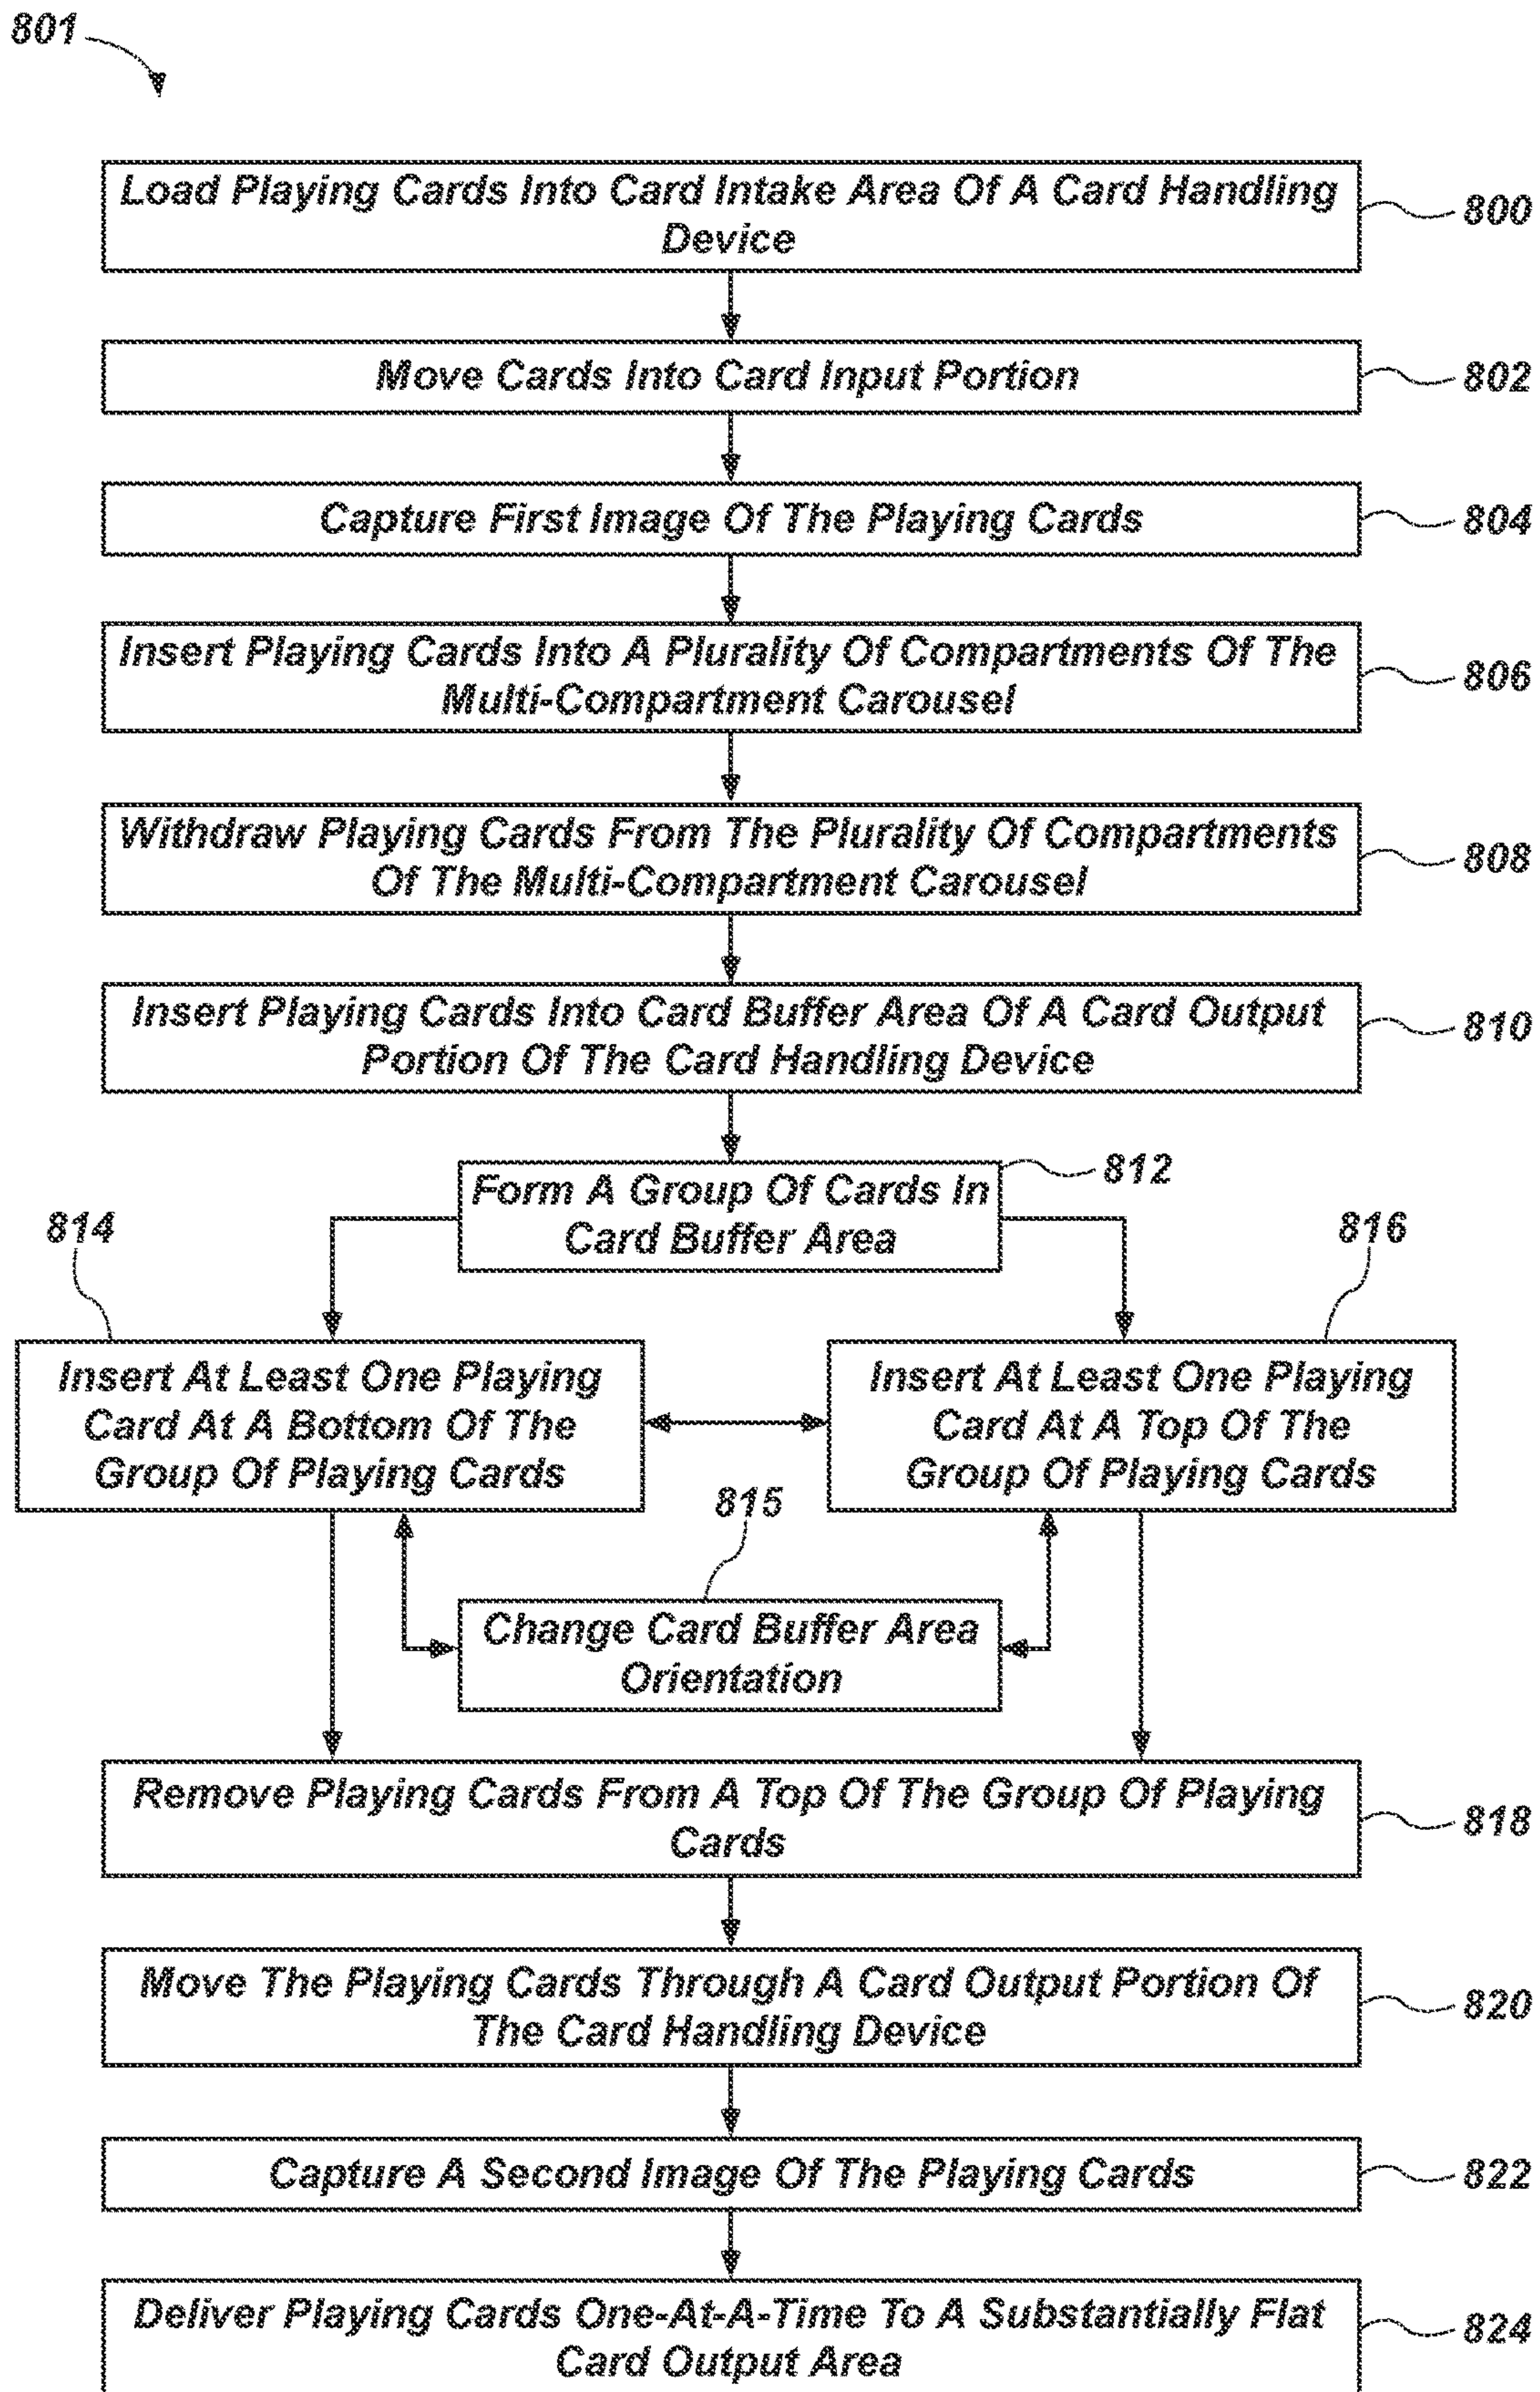 801
Load Playing Cards Into Card Intake Area Of A Card Handling
Device
800
Move Cards Into Card Input Portion
802
Capture First Image Of The Playing Cards
804
Insert Playing Cards Into A Plurality Of Compartments Of The
Multi-Compartment Carousel
806
Withdraw Playing Cards From The Plurality Of Compartments
Of The Multi-Compartment Carousel
808
Insert Playing Cards Into Card Buffer Area Of A Card Output
Portion Of The Card Handling Device
810
Form A Group Of Cards In
Card Buffer Area
812
814
Insert At Least One Playing
Card At A Bottom Of The
Group Of Playing Cards
816
Insert At Least One Playing
Card At A Top Of The
Group Of Playing Cards
815
Change Card Buffer Area
Orientation
Remove Playing Cards From A Top Of The Group Of Playing
Cards
818
Move The Playing Cards Through A Card Output Portion Of
The Card Handling Device
820
Capture A Second Image Of The Playing Cards
822
Deliver Playing Cards One-At-A-Time To A Substantially Flat
Card Output Area
824